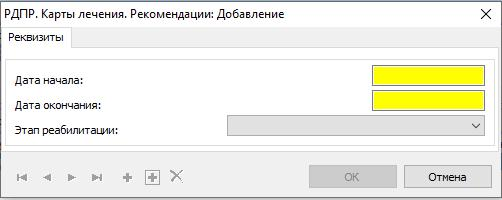 РДПР. Карты лечения. Рекомендации: Добавление
Реквизиты
Дата начала:
Дата окончания:
Этап реабилитации:
ОК
Отмена